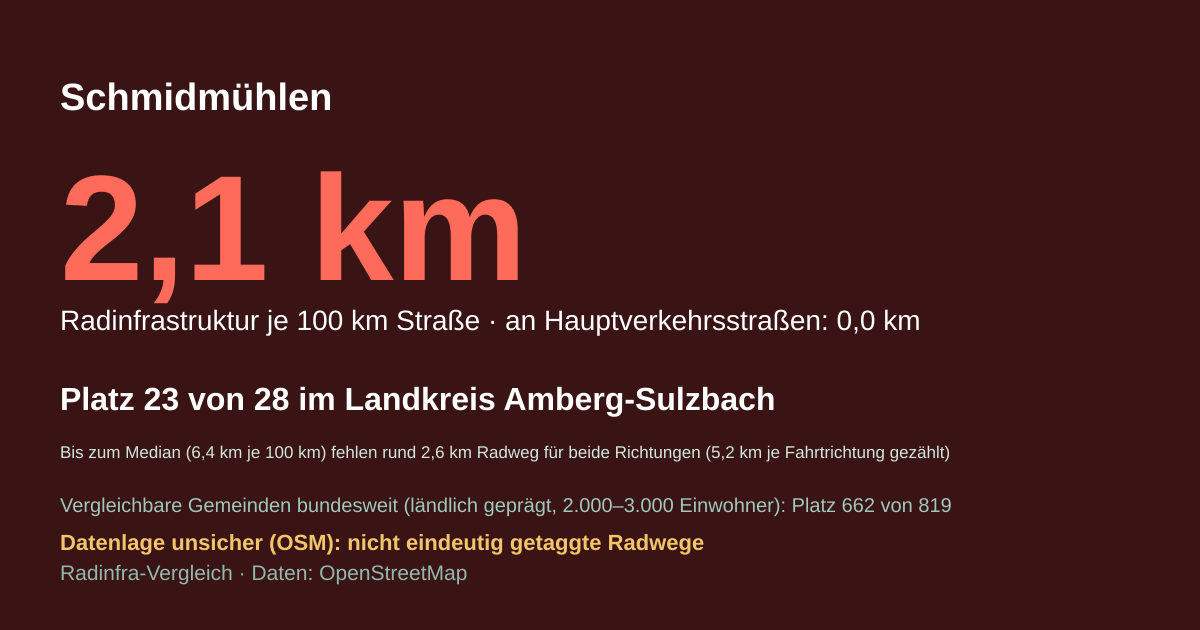 Schmidmühlen
2,1 km
Radinfrastruktur je 100 km Straße · an Hauptverkehrsstraßen: 0,0 km
Platz 23 von 28 im Landkreis Amberg-Sulzbach
Bis zum Median (6,4 km je 100 km) fehlen rund 2,6 km Radweg für beide Richtungen (5,2 km je Fahrtrichtung gezählt)
Vergleichbare Gemeinden bundesweit (ländlich geprägt, 2.000–3.000 Einwohner): Platz 662 von 819
Datenlage unsicher (OSM): nicht eindeutig getaggte Radwege
Radinfra-Vergleich · Daten: OpenStreetMap